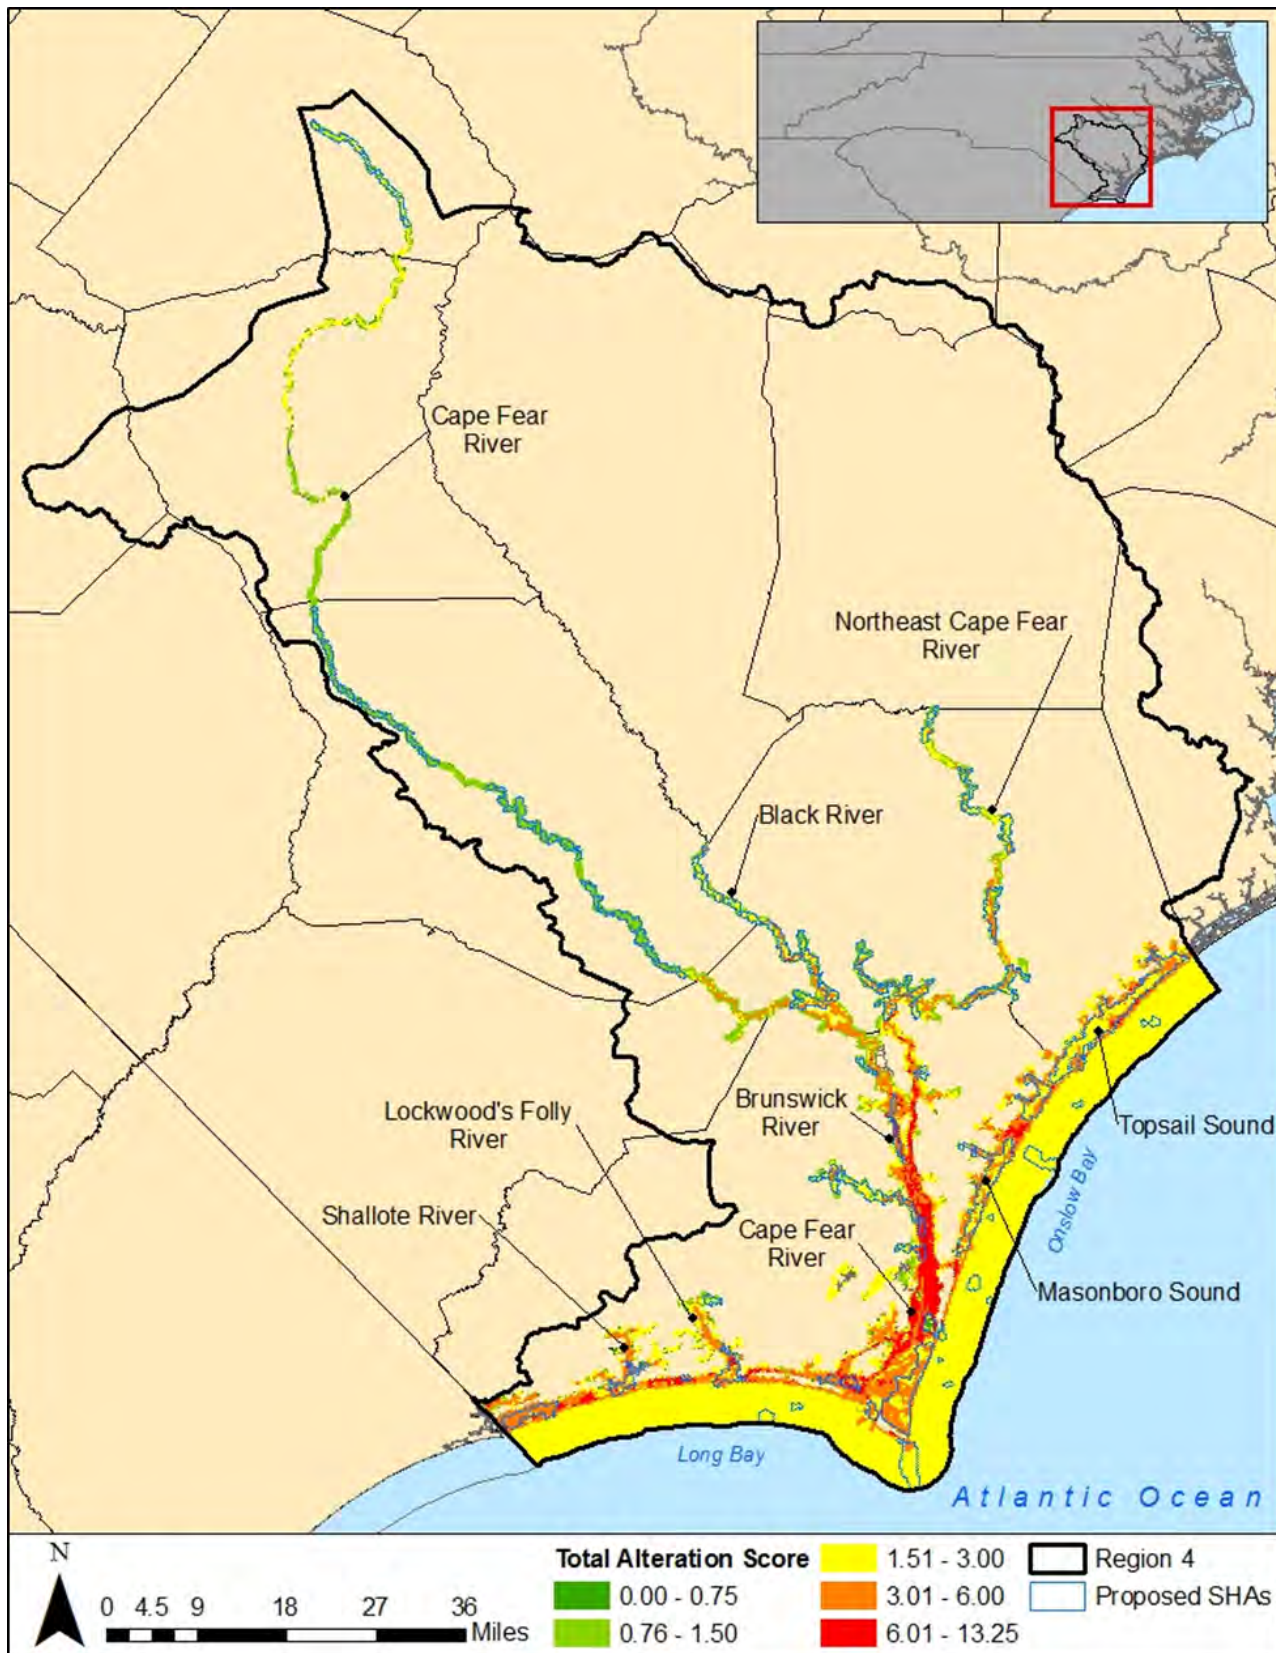 Cape Fear
River
Northeast Cape Fear
River
Black River
Brunswick
River
Lockwood's Folly
River
Topsail Sound
Onslow Bay
Shallote River
Cape Fear
River
Masonboro Sound
Long Bay
Atlantic Ocean
N
0 4.5 9 18 27 36
Miles
Total Alteration Score
0.00 - 0.75
0.76 - 1.50
1.51 - 3.00
3.01 - 6.00
6.01 - 13.25
Region 4
Proposed SHAs